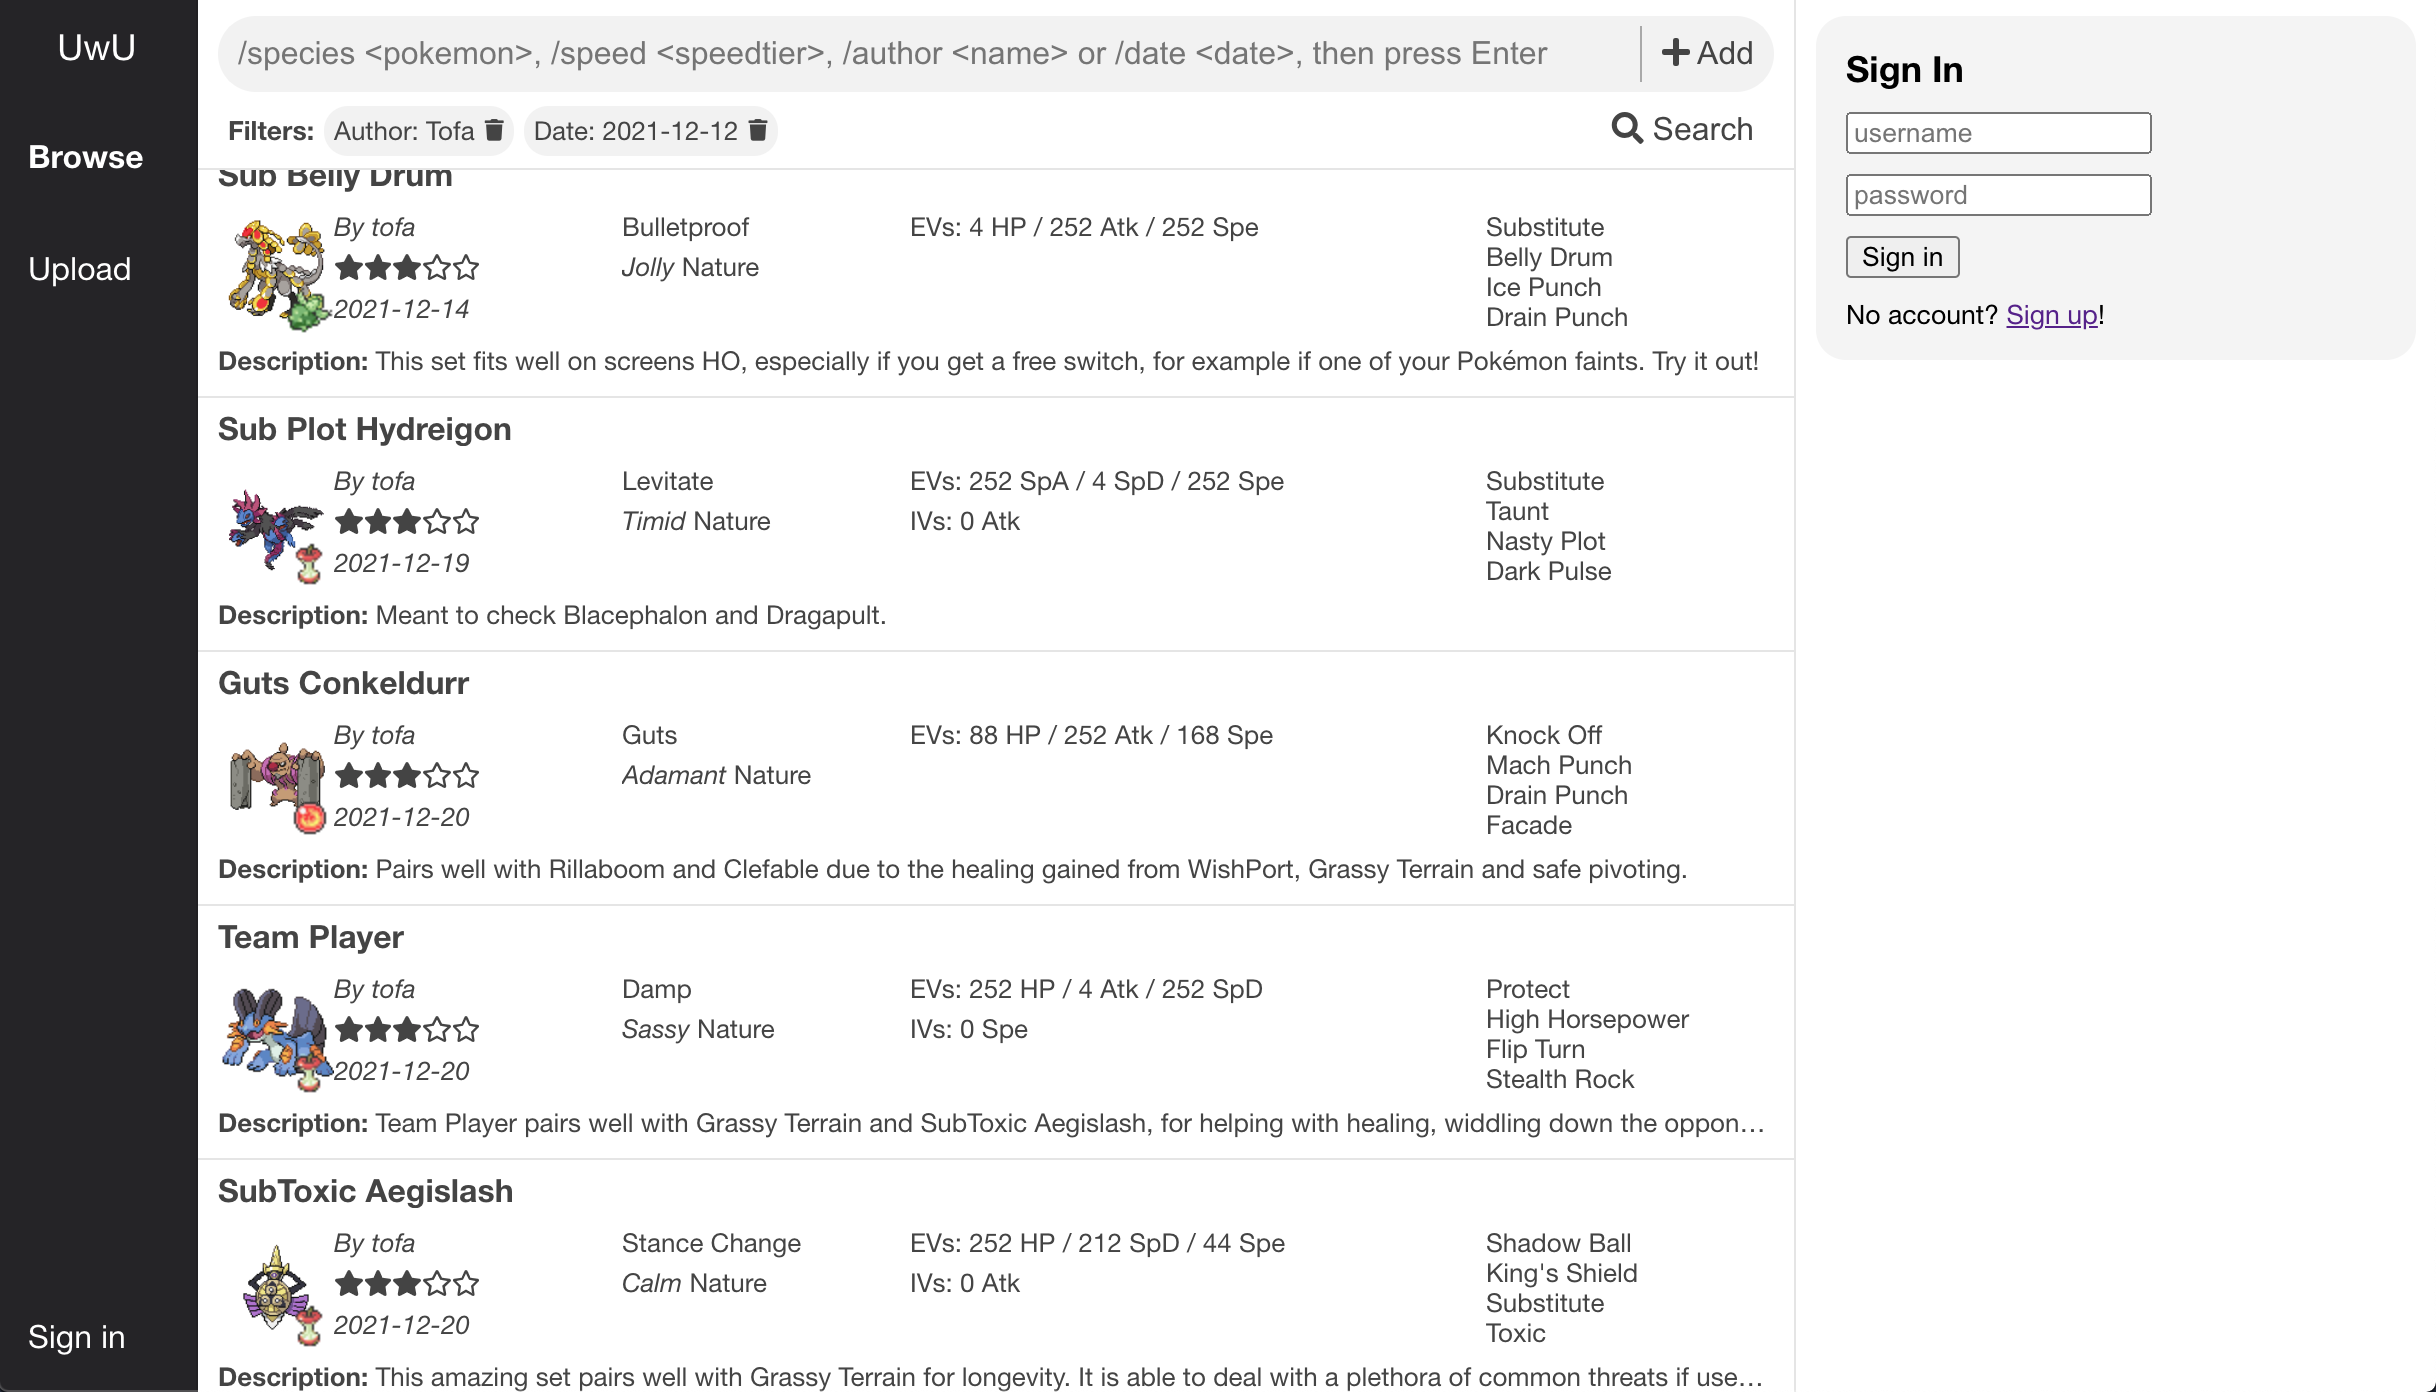 UwU
Browse
Upload
Sign in
/species <pokemon>, /speed <speedtier>, /author <name> or /date <date>, then press Enter
Add
Filters: Author: Tofa Date: 2021-12-12
Search
Sub Belly Drum
By tofa
2021-12-14
Bulletproof
Jolly Nature
EVs: 4 HP / 252 Atk / 252 Spe
Substitute
Belly Drum
Ice Punch
Drain Punch
Description: This set fits well on screens HO, especially if you get a free switch, for example if one of your Pokémon faints. Try it out!
Sub Plot Hydreigon
By tofa
2021-12-19
Levitate
Timid Nature
EVs: 252 SpA / 4 SpD / 252 Spe
IVs: 0 Atk
Substitute
Taunt
Nasty Plot
Dark Pulse
Description: Meant to check Blacephalon and Dragapult.
Guts Conkeldurr
By tofa
2021-12-20
Guts
Adamant Nature
EVs: 88 HP / 252 Atk / 168 Spe
Knock Off
Mach Punch
Drain Punch
Facade
Description: Pairs well with Rillaboom and Clefable due to the healing gained from WishPort, Grassy Terrain and safe pivoting.
Team Player
By tofa
2021-12-20
Damp
Sassy Nature
EVs: 252 HP / 4 Atk / 252 SpD
IVs: 0 Spe
Protect
High Horsepower
Flip Turn
Stealth Rock
Description: Team Player pairs well with Grassy Terrain and SubToxic Aegislash, for helping with healing, widdling down the oppon…
SubToxic Aegislash
By tofa
2021-12-20
Stance Change
Calm Nature
EVs: 252 HP / 212 SpD / 44 Spe
IVs: 0 Atk
Shadow Ball
King's Shield
Substitute
Toxic
Description: This amazing set pairs well with Grassy Terrain for longevity. It is able to deal with a plethora of common threats if use…
Sign In
username
password
Sign in
No account? Sign up!